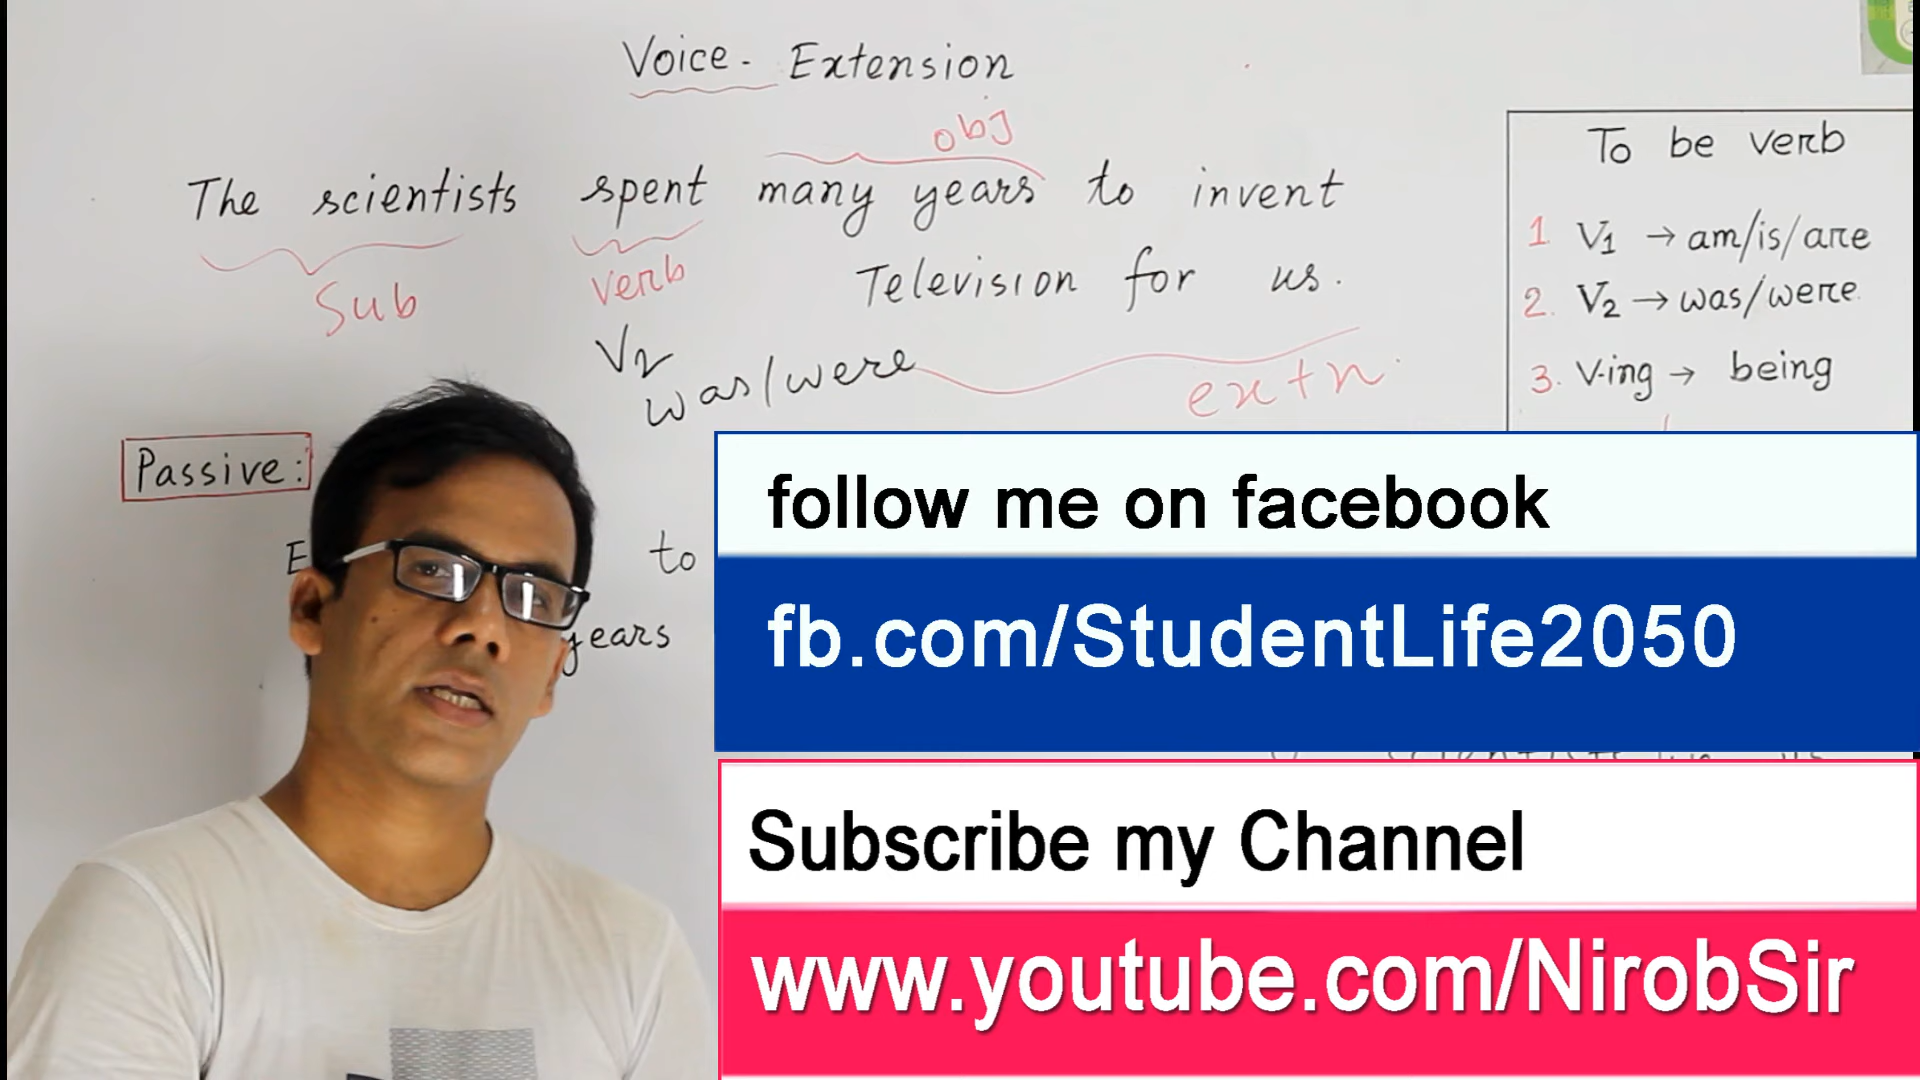 Voice - Extension
obj
The scientists spent many years to invent
Sub
verb
Television for us.
V2
was/were
extn
Passive:
to
years
To be verb
1. V1 → am/is/are
2. V2 → was/were
3. V-ing → being
follow me on facebook
fb.com/StudentLife2050
Subscribe my Channel
www.youtube.com/NirobSir